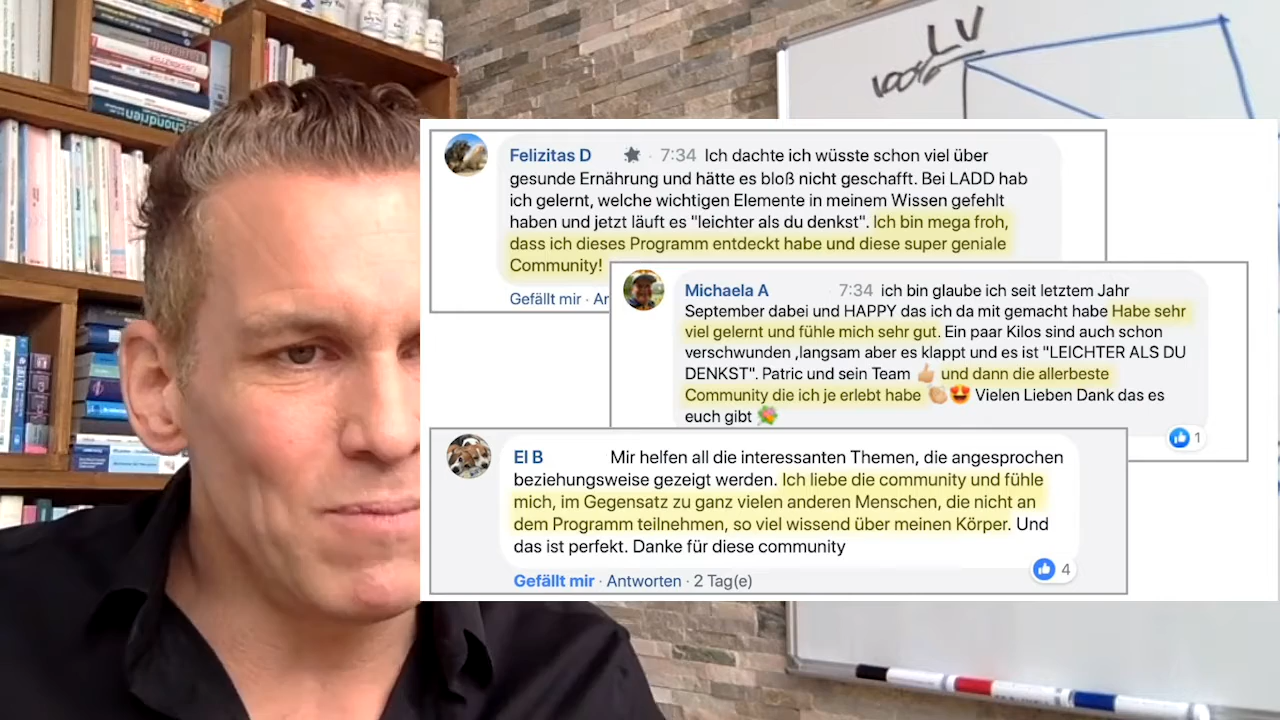 LV
100%
chondrien
Felizitas D 7:34 Ich dachte ich wüsste schon viel über
gesunde Ernährung und hätte es bloß nicht geschafft. Bei LADD hab
ich gelernt, welche wichtigen Elemente in meinem Wissen gefehlt
haben und jetzt läuft es "leichter als du denkst". Ich bin mega froh,
dass ich dieses Programm entdeckt habe und diese super geniale
Community!
Gefällt mir · An
Michaela A 7:34 ich bin glaube ich seit letztem Jahr
September dabei und HAPPY das ich da mit gemacht habe Habe sehr
viel gelernt und fühle mich sehr gut. Ein paar Kilos sind auch schon
verschwunden ,langsam aber es klappt und es ist "LEICHTER ALS DU
DENKST". Patric und sein Team 👍🏼 und dann die allerbeste
Community die ich je erlebt habe 👏🏼😍 Vielen Lieben Dank das es
euch gibt 💐
1
El B Mir helfen all die interessanten Themen, die angesprochen
beziehungsweise gezeigt werden. Ich liebe die community und fühle
mich, im Gegensatz zu ganz vielen anderen Menschen, die nicht an
dem Programm teilnehmen, so viel wissend über meinen Körper. Und
das ist perfekt. Danke für diese community
4
Gefällt mir · Antworten · 2 Tag(e)